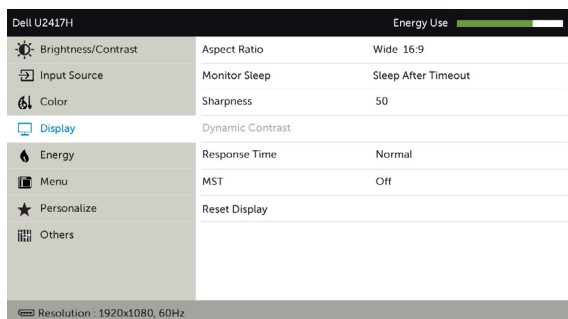 Dell U2417H Energy Use
Brightness/Contrast Aspect Ratio Wide 16:9
Input Source Monitor Sleep Sleep After Timeout
Color Sharpness 50
Display Dynamic Contrast
Energy Response Time Normal
Menu MST Off
Personalize Reset Display
Others
Resolution : 1920x1080, 60Hz